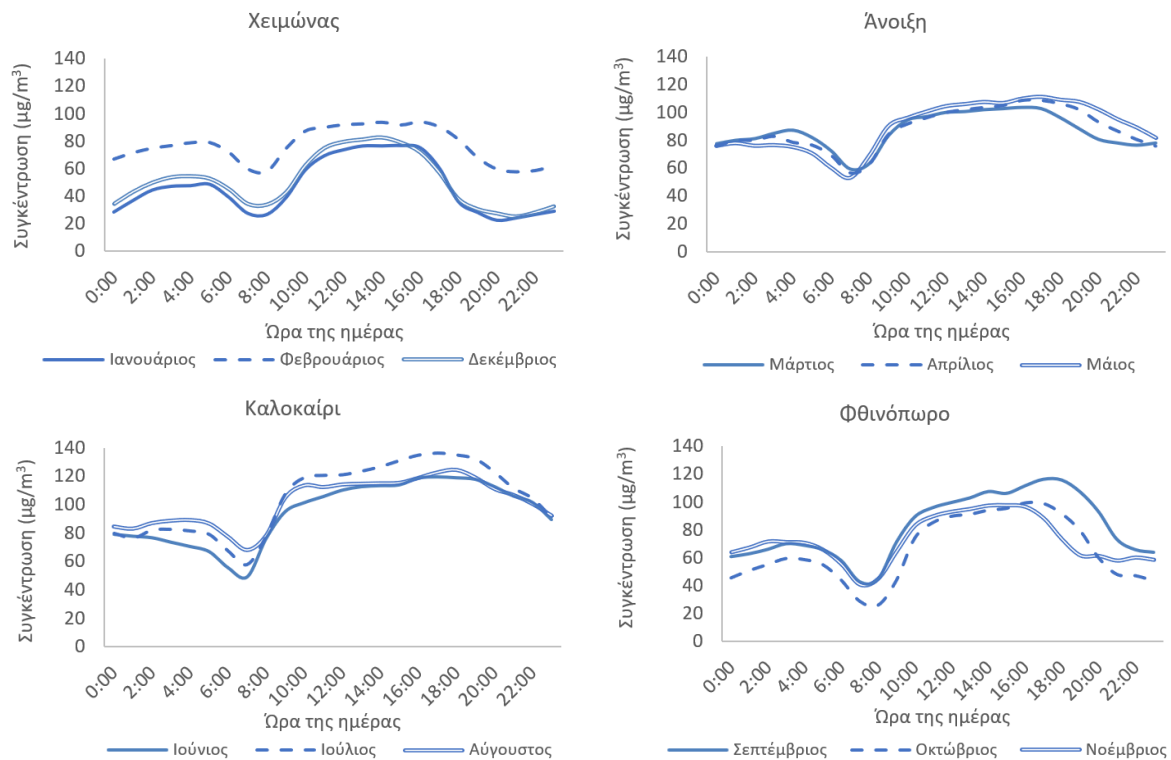 Χειμώνας
Συγκέντρωση (μg/m³)
140
120
100
80
60
40
20
0
0:00 2:00 4:00 6:00 8:00 10:00 12:00 14:00 16:00 18:00 20:00 22:00
Ώρα της ημέρας
Ιανουάριος Φεβρουάριος Δεκέμβριος
Άνοιξη
Συγκέντρωση (μg/m³)
140
120
100
80
60
40
20
0
0:00 2:00 4:00 6:00 8:00 10:00 12:00 14:00 16:00 18:00 20:00 22:00
Ώρα της ημέρας
Μάρτιος Απρίλιος Μάιος
Καλοκαίρι
Συγκέντρωση (μg/m³)
140
120
100
80
60
40
20
0
0:00 2:00 4:00 6:00 8:00 10:00 12:00 14:00 16:00 18:00 20:00 22:00
Ώρα της ημέρας
Ιούνιος Ιούλιος Αύγουστος
Φθινόπωρο
Συγκέντρωση (μg/m³)
140
120
100
80
60
40
20
0
0:00 2:00 4:00 6:00 8:00 10:00 12:00 14:00 16:00 18:00 20:00 22:00
Ώρα της ημέρας
Σεπτέμβριος Οκτώβριος Νοέμβριος